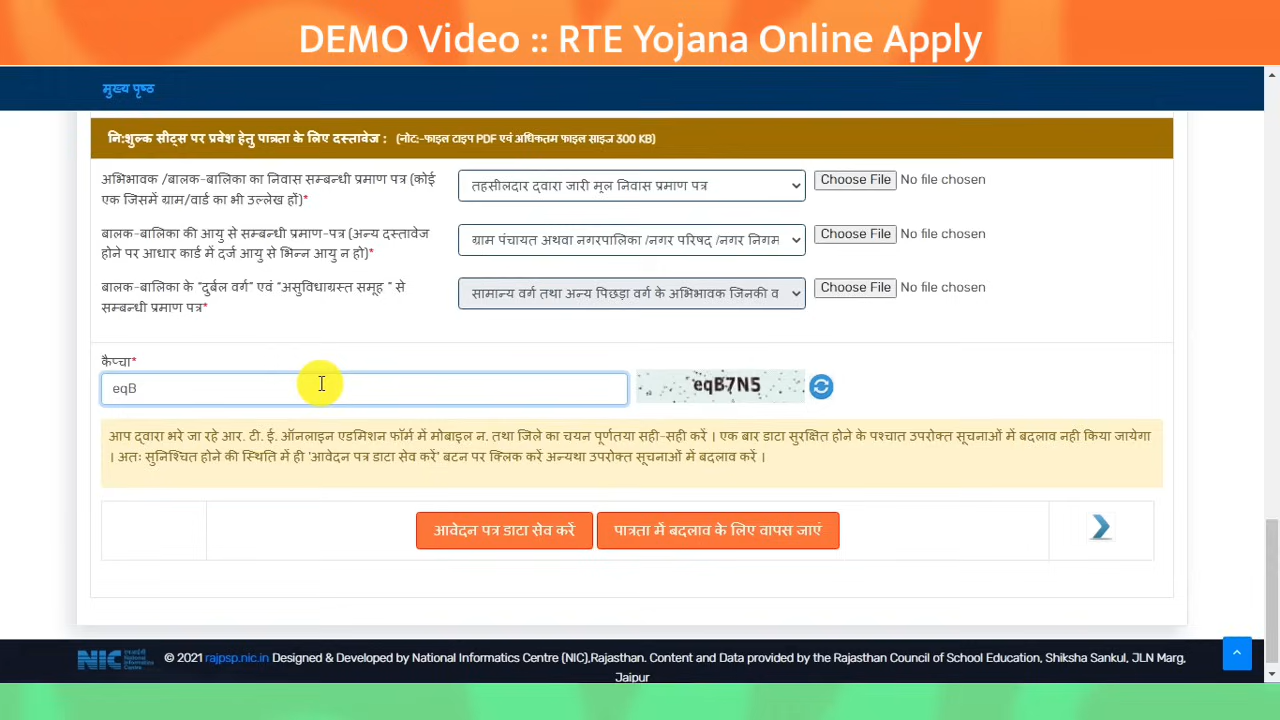 DEMO Video :: RTE Yojana Online Apply
मुख्य पृष्ठ
नि:शुल्क सीट्स पर प्रवेश हेतु पात्रता के लिए दस्तावेज : (नोट:-फाइल टाइप PDF एवं अधिकतम फाइल साइज 300 KB)
अभिभावक /बालक-बालिका का निवास सम्बन्धी प्रमाण पत्र (कोई
एक जिसमें ग्राम/वार्ड का भी उल्लेख हों)*
तहसीलदार द्वारा जारी मूल निवास प्रमाण पत्र
Choose File No file chosen
बालक-बालिका की आयु से सम्बन्धी प्रमाण-पत्र (अन्य दस्तावेज
होने पर आधार कार्ड में दर्ज आयु से भिन्न आयु न हो)*
ग्राम पंचायत अथवा नगरपालिका /नगर परिषद् /नगर निगम
Choose File No file chosen
बालक-बालिका के "दुर्बल वर्ग" एवं "असुविधाग्रस्त समूह " से
सम्बन्धी प्रमाण पत्र*
सामान्य वर्ग तथा अन्य पिछड़ा वर्ग के अभिभावक जिनकी व
Choose File No file chosen
कैप्चा*
eqB
eqB7N5
आप द्वारा भरे जा रहे आर. टी. ई. ऑनलाइन एडमिशन फॉर्म में मोबाइल न. तथा जिले का चयन पूर्णतया सही-सही करें । एक बार डाटा सुरक्षित होने के पश्चात उपरोक्त सूचनाओं में बदलाव नही किया जायेगा
। अतः सुनिश्चित होने की स्थिति में ही 'आवेदन पत्र डाटा सेव करें' बटन पर क्लिक करें अन्यथा उपरोक्त सूचनाओं में बदलाव करें ।
आवेदन पत्र डाटा सेव करें
पात्रता में बदलाव के लिए वापस जाएं
NIC
National
Informatics
Centre
© 2021 rajpsp.nic.in Designed & Developed by National Informatics Centre (NIC),Rajasthan. Content and Data provided by the Rajasthan Council of School Education, Shiksha Sankul, JLN Marg,
Jaipur